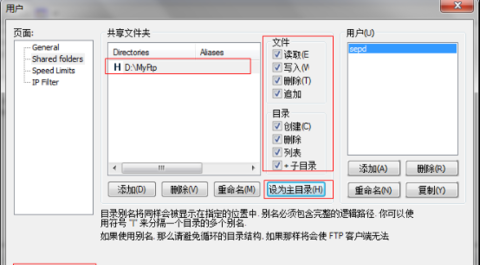 用户
页面:
General
Shared folders
Speed Limits
IP Filter
共享文件夹
Directories Aliases
H D:\MyFtp
添加(D) 删除(V) 重命名(M) 设为主目录(H)
文件
读取(E
写入(W
删除(T)
追加
目录
创建(C)
删除
列表
+ 子目录
用户(U)
sepd
添加(A) 删除(R)
重命名(N) 复制(Y)
目录别名将同样会被显示在指定的位置中. 别名必须包含完整的逻辑路径. 你可以使
用符号 "|" 来分隔一个目录的多个别名.
如果使用别名, 那么请避免循环的目录结构, 如果那样将会使 FTP 客户端无法